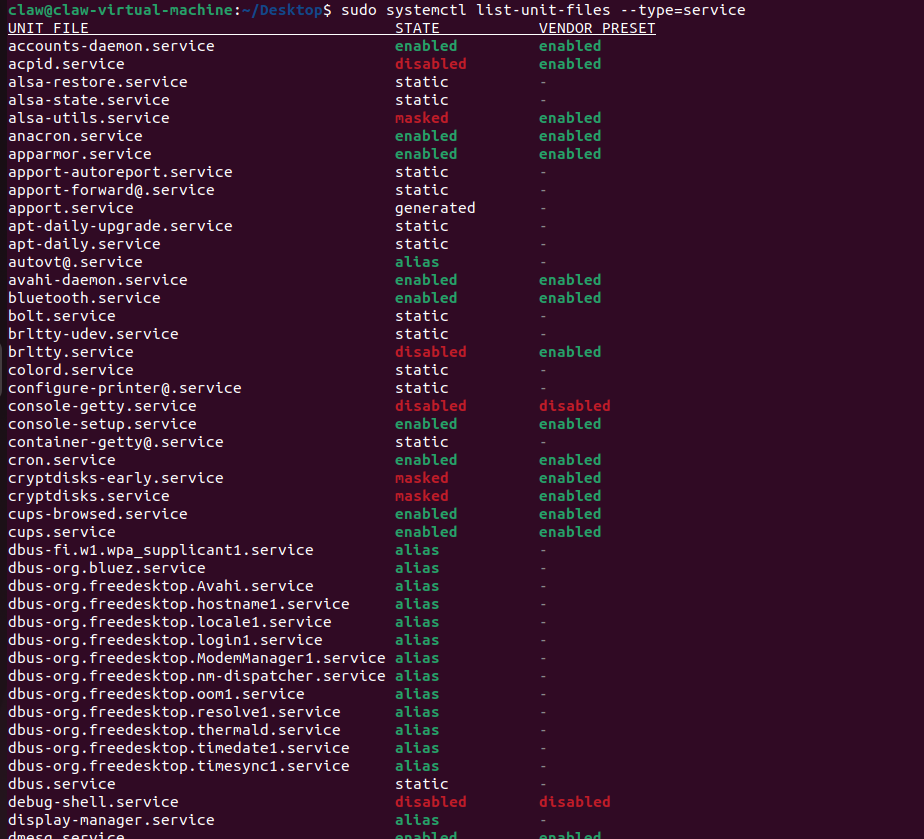 claw@claw-virtual-machine:~/Desktop$ sudo systemctl list-unit-files --type=service
UNIT FILE STATE VENDOR PRESET
accounts-daemon.service enabled enabled
acpid.service disabled enabled
alsa-restore.service static -
alsa-state.service static -
alsa-utils.service masked enabled
anacron.service enabled enabled
apparmor.service enabled enabled
apport-autoreport.service static -
apport-forward@.service static -
apport.service generated -
apt-daily-upgrade.service static -
apt-daily.service static -
autovt@.service alias -
avahi-daemon.service enabled enabled
bluetooth.service enabled enabled
bolt.service static -
brltty-udev.service static -
brltty.service disabled enabled
colord.service static -
configure-printer@.service static -
console-getty.service disabled disabled
console-setup.service enabled enabled
container-getty@.service static -
cron.service enabled enabled
cryptdisks-early.service masked enabled
cryptdisks.service masked enabled
cups-browsed.service enabled enabled
cups.service enabled enabled
dbus-fi.w1.wpa_supplicant1.service alias -
dbus-org.bluez.service alias -
dbus-org.freedesktop.Avahi.service alias -
dbus-org.freedesktop.hostname1.service alias -
dbus-org.freedesktop.locale1.service alias -
dbus-org.freedesktop.login1.service alias -
dbus-org.freedesktop.ModemManager1.service alias -
dbus-org.freedesktop.nm-dispatcher.service alias -
dbus-org.freedesktop.oom1.service alias -
dbus-org.freedesktop.resolve1.service alias -
dbus-org.freedesktop.thermald.service alias -
dbus-org.freedesktop.timedate1.service alias -
dbus-org.freedesktop.timesync1.service alias -
dbus.service static -
debug-shell.service disabled disabled
display-manager.service alias -
dmesg.service enabled enabled